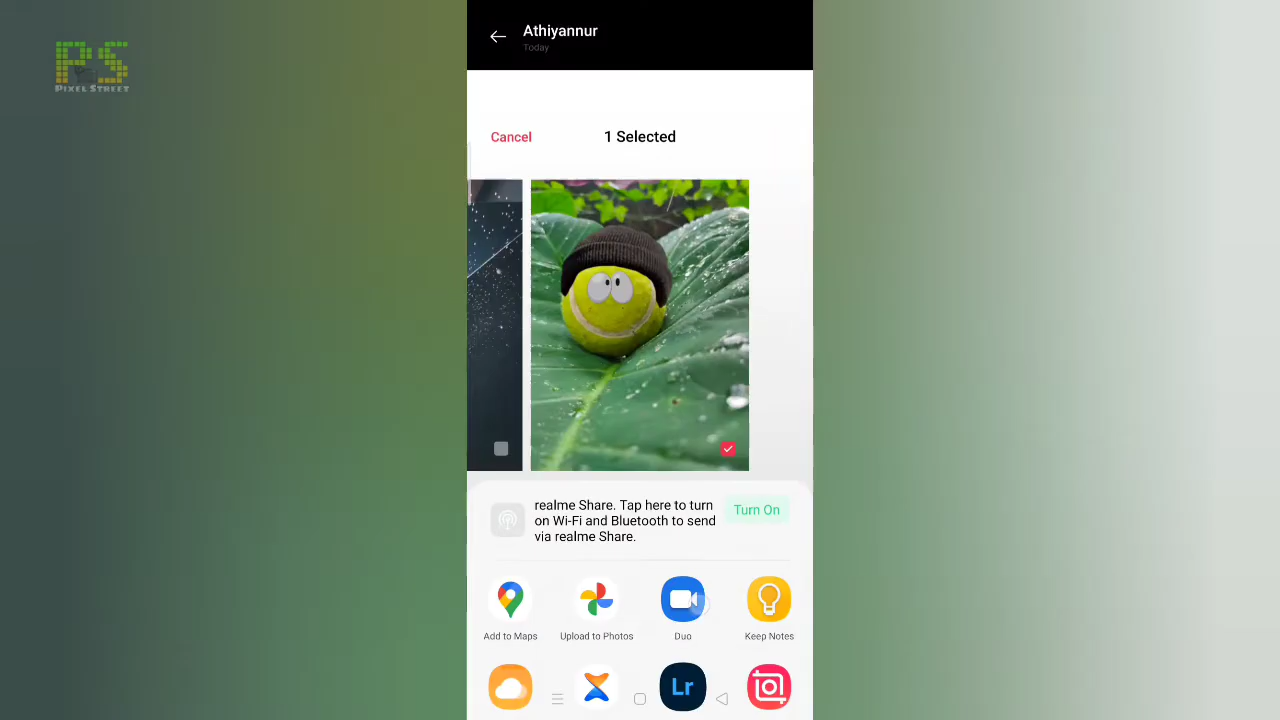 PS
PIXEL STREET
Athiyannur
Today
Cancel
1 Selected
realme Share. Tap here to turn
on Wi-Fi and Bluetooth to send
via realme Share.
Turn On
Add to Maps
Upload to Photos
Duo
Keep Notes
Lr